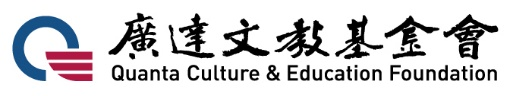 廣達文教基金會
Quanta Culture & Education Foundation